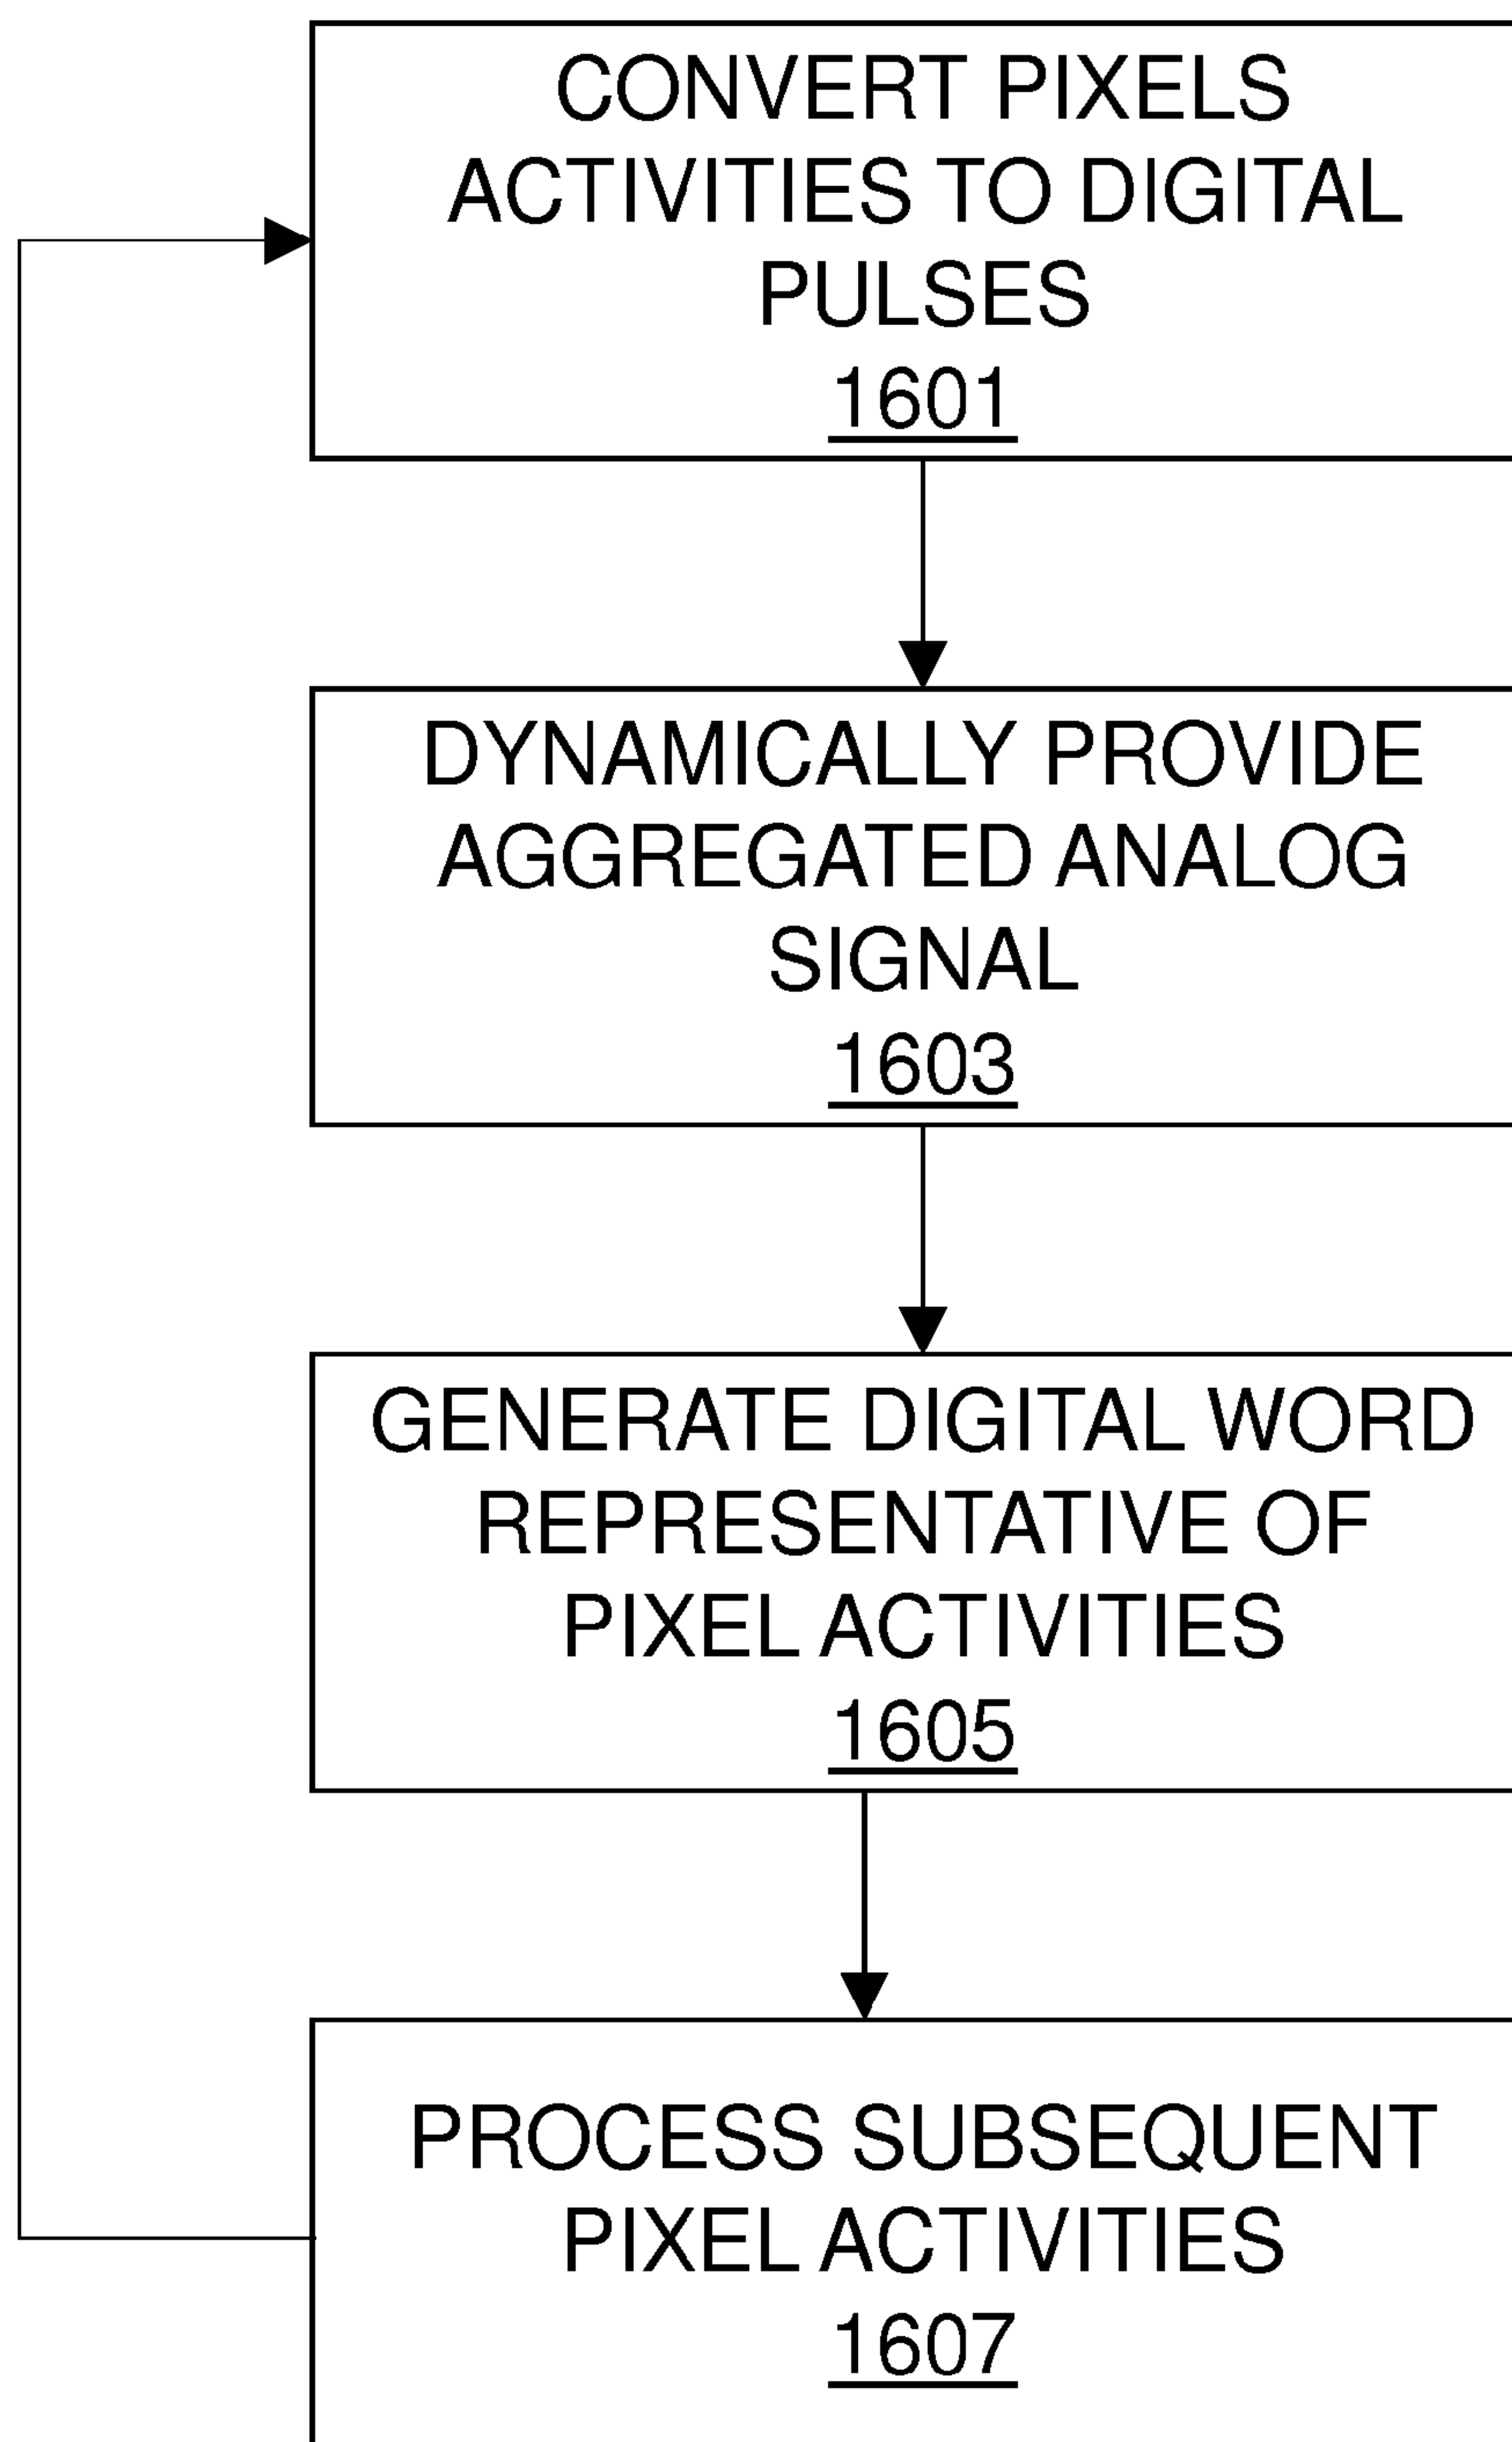 CONVERT PIXELS
ACTIVITIES TO DIGITAL
PULSES
1601
DYNAMICALLY PROVIDE
AGGREGATED ANALOG
SIGNAL
1603
GENERATE DIGITAL WORD
REPRESENTATIVE OF
PIXEL ACTIVITIES
1605
PROCESS SUBSEQUENT
PIXEL ACTIVITIES
1607